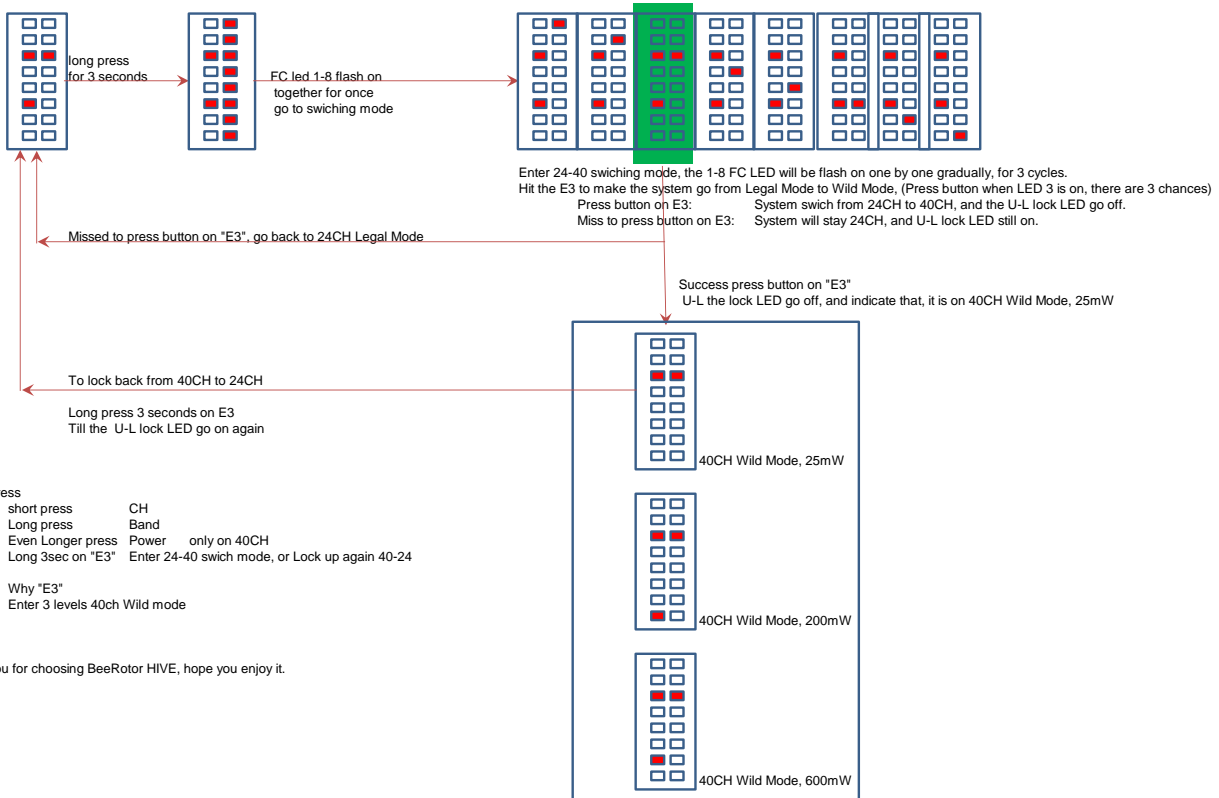 long press
for 3 seconds
FC led 1-8 flash on
together for once
go to swiching mode
Enter 24-40 swiching mode, the 1-8 FC LED will be flash on one by one gradually, for 3 cycles.
Hit the E3 to make the system go from Legal Mode to Wild Mode, (Press button when LED 3 is on, there are 3 chances)
Press button on E3: System swich from 24CH to 40CH, and the U-L lock LED go off.
Miss to press button on E3: System will stay 24CH, and U-L lock LED still on.
Missed to press button on "E3", go back to 24CH Legal Mode
Success press button on "E3"
U-L the lock LED go off, and indicate that, it is on 40CH Wild Mode, 25mW
To lock back from 40CH to 24CH
Long press 3 seconds on E3
Till the U-L lock LED go on again
40CH Wild Mode, 25mW
ress
short press CH
Long press Band
Even Longer press Power only on 40CH
Long 3sec on "E3" Enter 24-40 swich mode, or Lock up again 40-24
Why "E3"
Enter 3 levels 40ch Wild mode
40CH Wild Mode, 200mW
u for choosing BeeRotor HIVE, hope you enjoy it.
40CH Wild Mode, 600mW